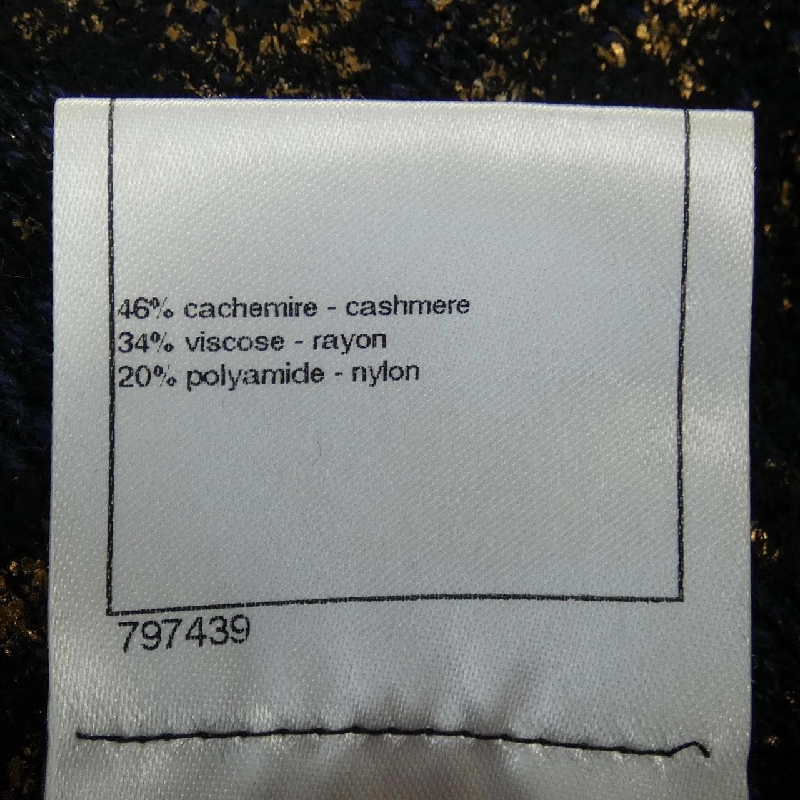 46% cachemire - cashmere
34% viscose - rayon
20% polyamide - nylon
797439